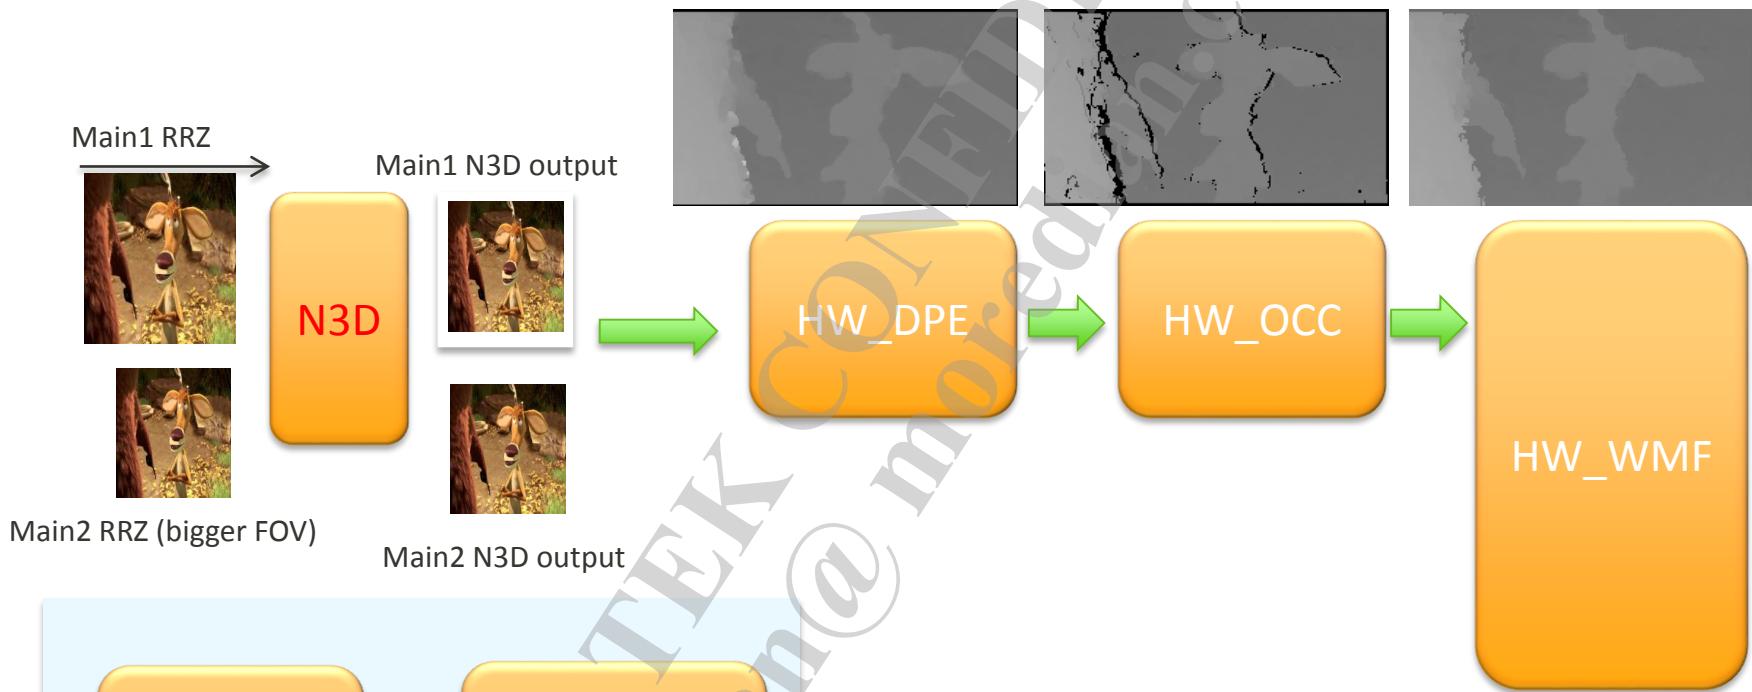 Main1 RRZ
Main1 N3D output
N3D
HW_DPE
HW_OCC
HW_WMF
Main2 RRZ (bigger FOV)
Main2 N3D output